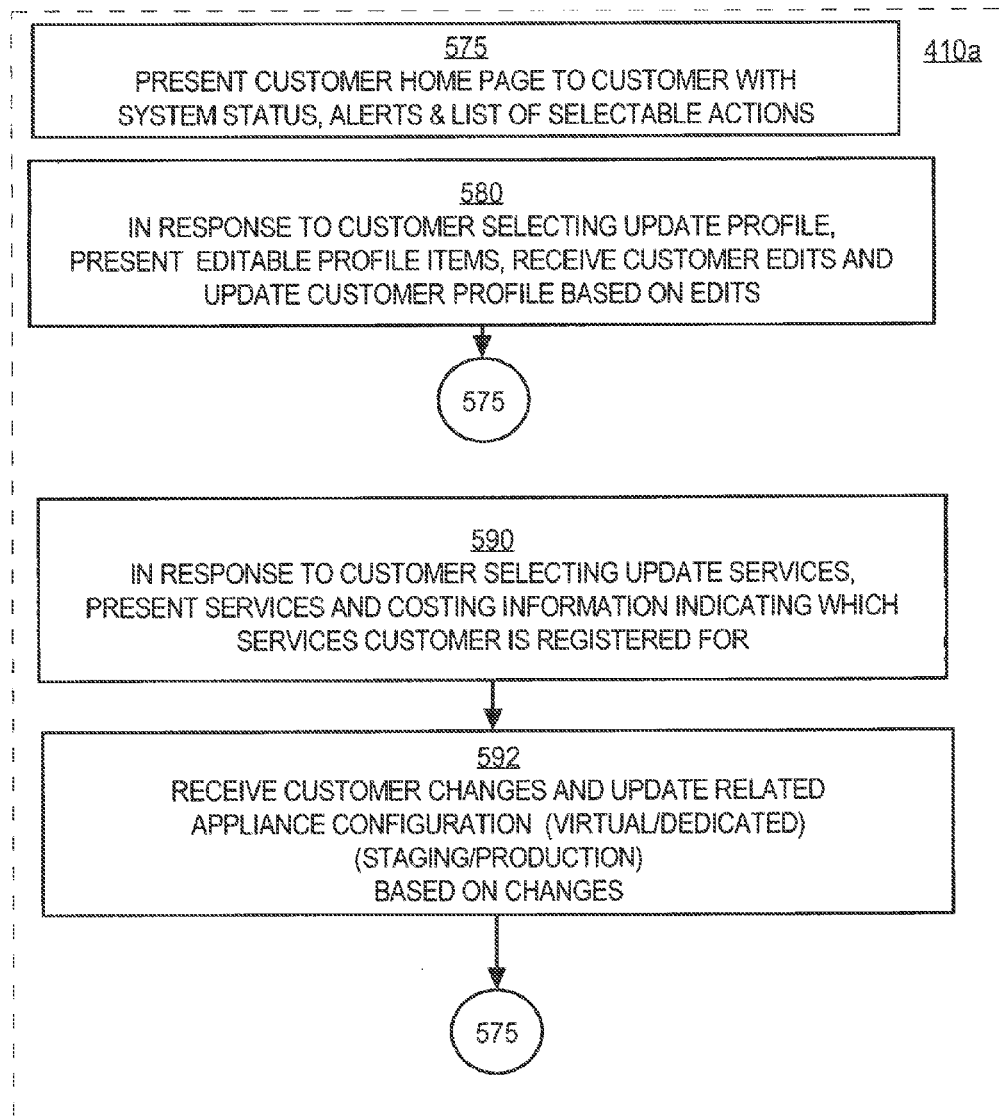 575
410a
PRESENT CUSTOMER HOME PAGE TO CUSTOMER WITH
SYSTEM STATUS, ALERTS & LIST OF SELECTABLE ACTIONS
580
IN RESPONSE TO CUSTOMER SELECTING UPDATE PROFILE,
PRESENT EDITABLE PROFILE ITEMS, RECEIVE CUSTOMER EDITS AND
UPDATE CUSTOMER PROFILE BASED ON EDITS
575
590
IN RESPONSE TO CUSTOMER SELECTING UPDATE SERVICES,
PRESENT SERVICES AND COSTING INFORMATION INDICATING WHICH
SERVICES CUSTOMER IS REGISTERED FOR
592
RECEIVE CUSTOMER CHANGES AND UPDATE RELATED
APPLIANCE CONFIGURATION (VIRTUAL/DEDICATED)
(STAGING/PRODUCTION)
BASED ON CHANGES
575